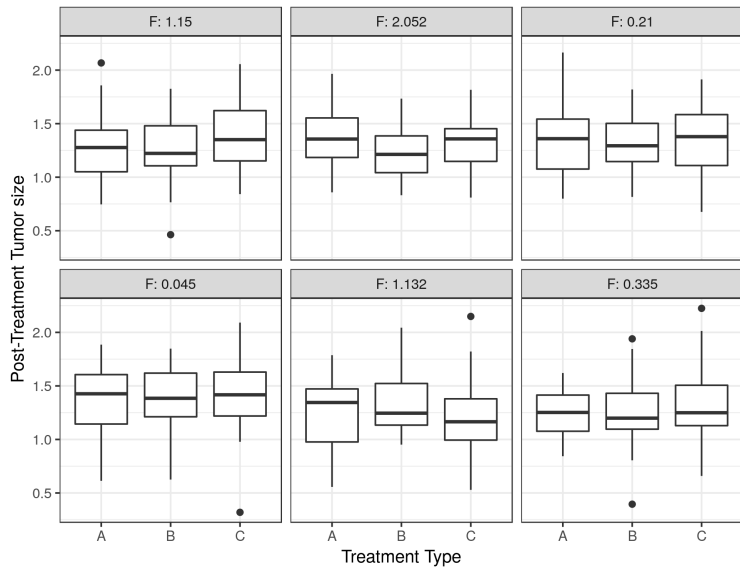 F: 1.15
F: 2.052
F: 0.21
2.0
1.5
1.0
0.5
F: 0.045
F: 1.132
F: 0.335
2.0
1.5
1.0
0.5
A B C
A B C
A B C
Post-Treatment Tumor size
Treatment Type